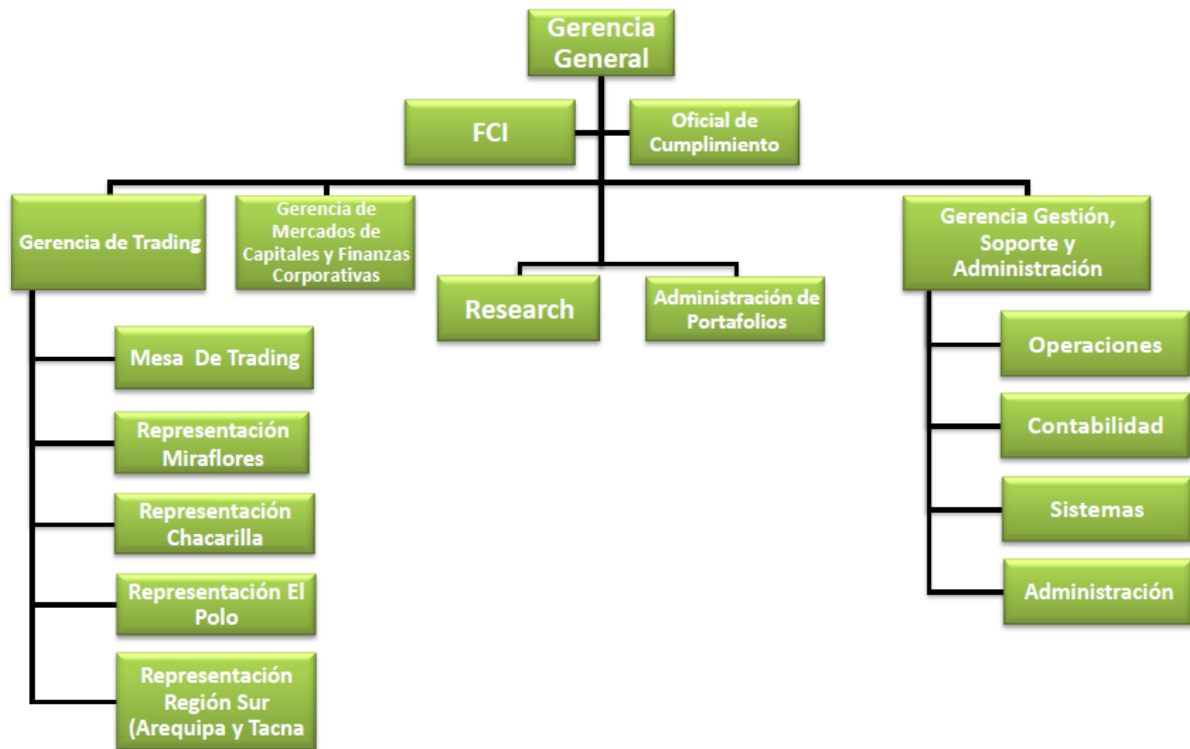 Gerencia
General
FCI
Oficial de
Cumplimiento
Gerencia de Trading
Gerencia de
Mercados de
Capitales y Finanzas
Corporativas
Gerencia Gestión,
Soporte y
Administración
Research
Administración de
Portafolios
Mesa De Trading
Representación
Miraflores
Representación
Chacarilla
Representación El
Polo
Representación
Región Sur
(Arequipa y Tacna
Operaciones
Contabilidad
Sistemas
Administración